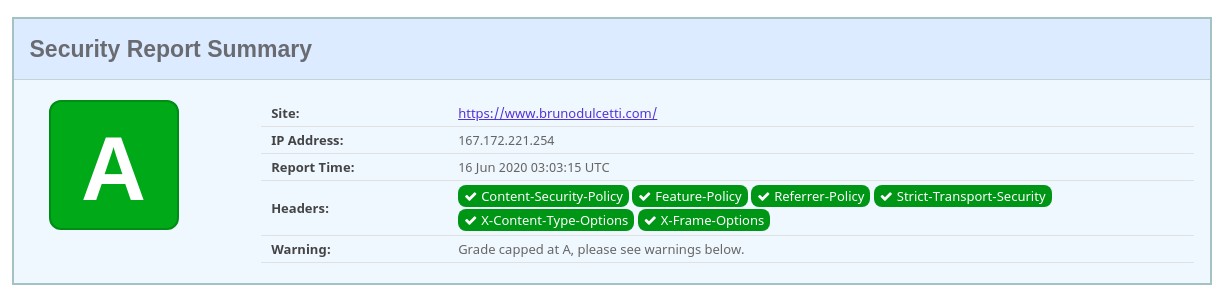 Security Report Summary
A
Site: https://www.brunodulcetti.com/
IP Address: 167.172.221.254
Report Time: 16 Jun 2020 03:03:15 UTC
Headers: ✔ Content-Security-Policy ✔ Feature-Policy ✔ Referrer-Policy ✔ Strict-Transport-Security
✔ X-Content-Type-Options ✔ X-Frame-Options
Warning: Grade capped at A, please see warnings below.